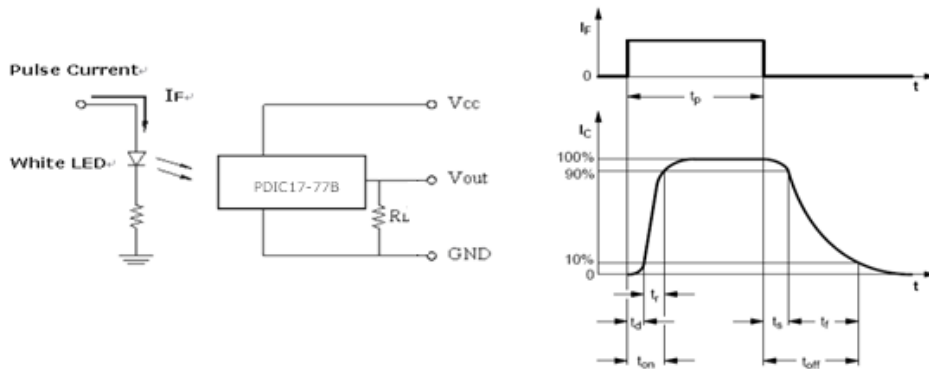 Pulse Current
IF
White LED
PDIC17-77B
Vcc
Vout
RL
GND
IF
0
t
tp
IC
100%
90%
10%
0
t
tr
td
ts
tf
ton
toff